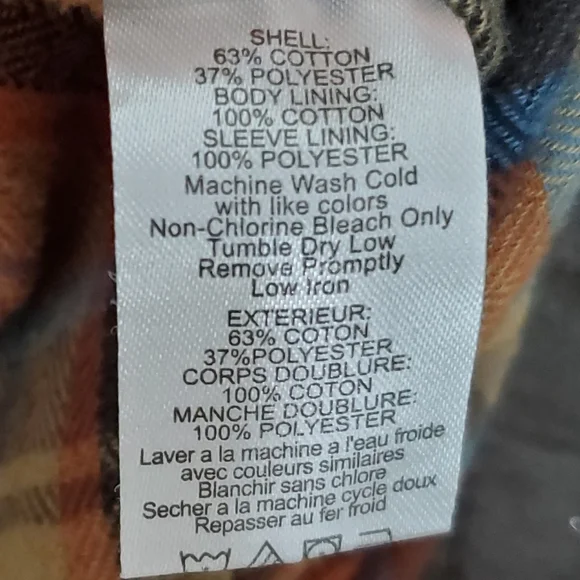 SHELL:
63% COTTON
37% POLYESTER
BODY LINING:
100% COTTON
SLEEVE LINING:
100% POLYESTER
Machine Wash Cold
with like colors
Non-Chlorine Bleach Only
Tumble Dry Low
Remove Promptly
Low Iron
EXTERIEUR:
63% COTON
37%POLYESTER
CORPS DOUBLURE:
100% COTON
MANCHE DOUBLURE:
100% POLYESTER
Laver a la machine a l'eau froide
avec couleurs similaires
Blanchir sans chlore
Secher a la machine cycle doux
Repasser au fer froid